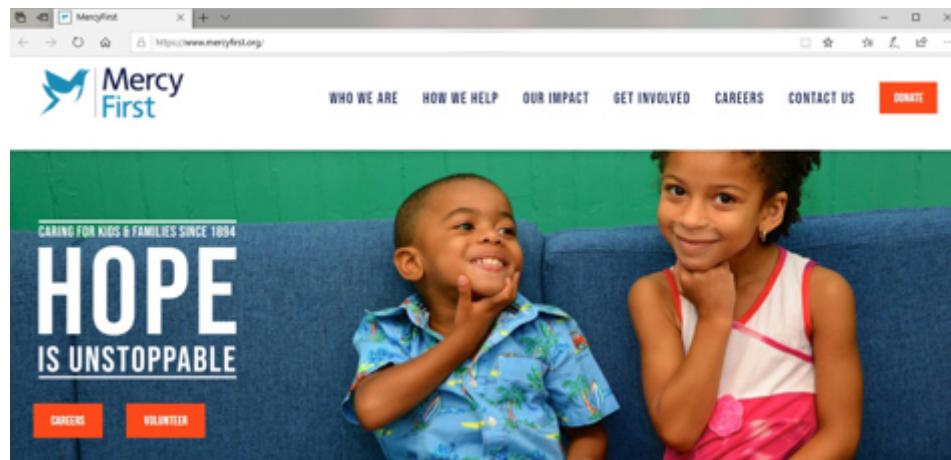 MercyFirst
https://www.mercyfirst.org/
Mercy
First
WHO WE ARE HOW WE HELP OUR IMPACT GET INVOLVED CAREERS CONTACT US DONATE
CARING FOR KIDS & FAMILIES SINCE 1894
HOPE
IS UNSTOPPABLE
CAREERS VOLUNTEER